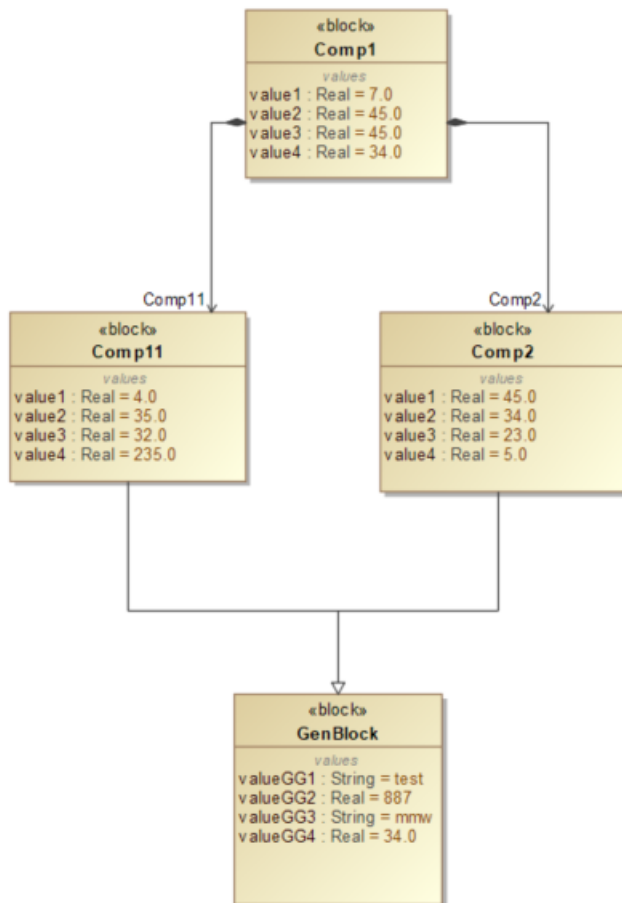 «block»
Comp1
values
value1 : Real = 7.0
value2 : Real = 45.0
value3 : Real = 45.0
value4 : Real = 34.0
Comp11
Comp2
«block»
Comp11
values
value1 : Real = 4.0
value2 : Real = 35.0
value3 : Real = 32.0
value4 : Real = 235.0
«block»
Comp2
values
value1 : Real = 45.0
value2 : Real = 34.0
value3 : Real = 23.0
value4 : Real = 5.0
«block»
GenBlock
values
valueGG1 : String = test
valueGG2 : Real = 887
valueGG3 : String = mmw
valueGG4 : Real = 34.0